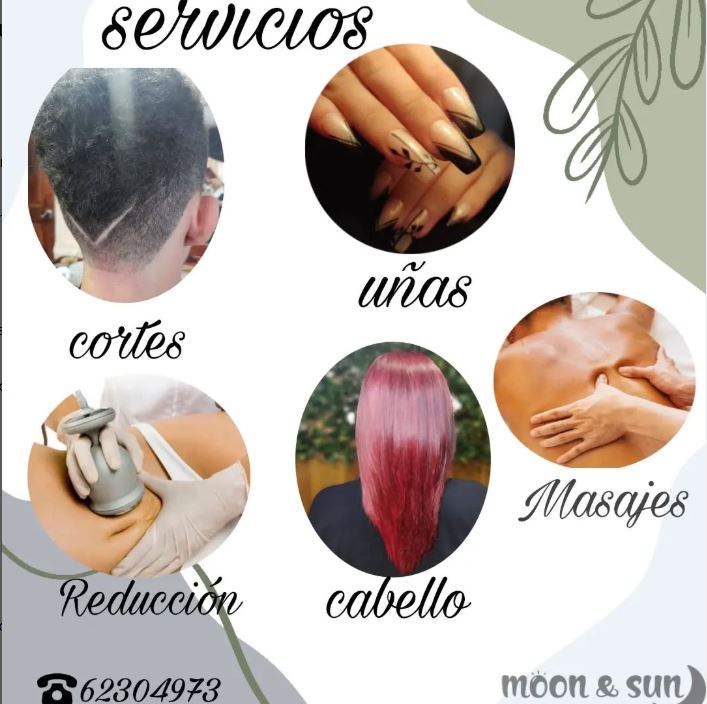 servicios
uñas
cortes
Masajes
Reducción
cabello
62304973
moon & sun